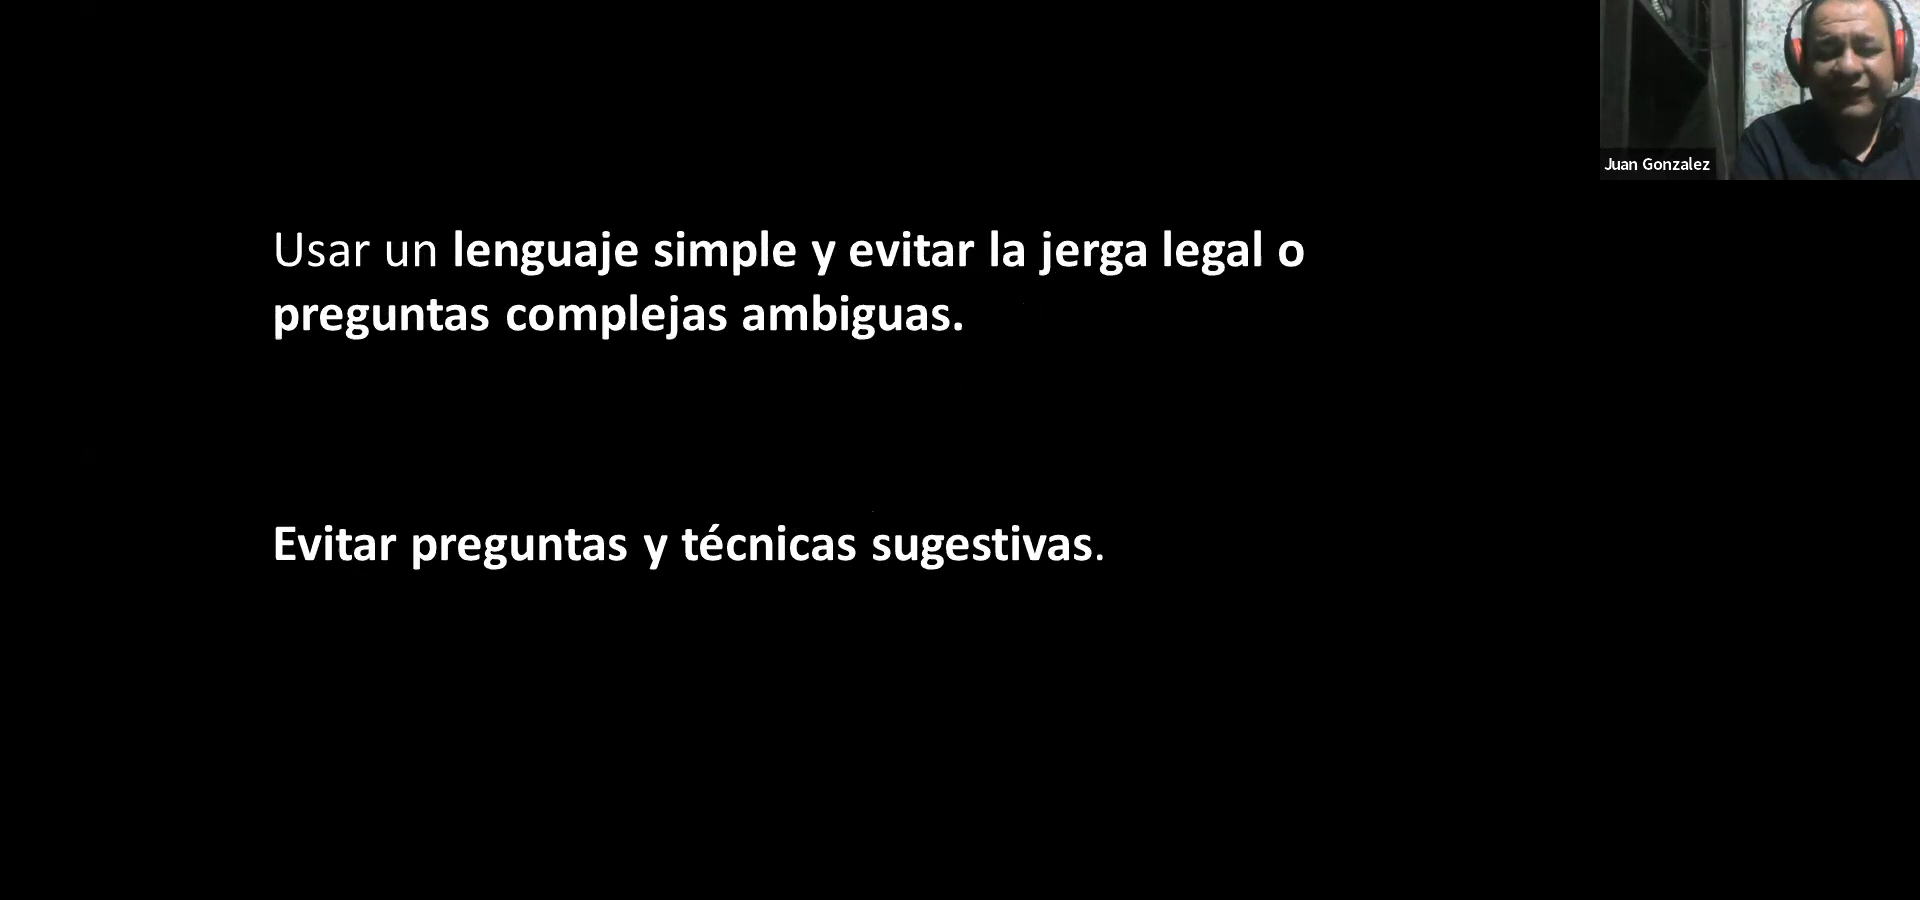 Juan Gonzalez
Usar un lenguaje simple y evitar la jerga legal o
preguntas complejas ambiguas.
Evitar preguntas y técnicas sugestivas.